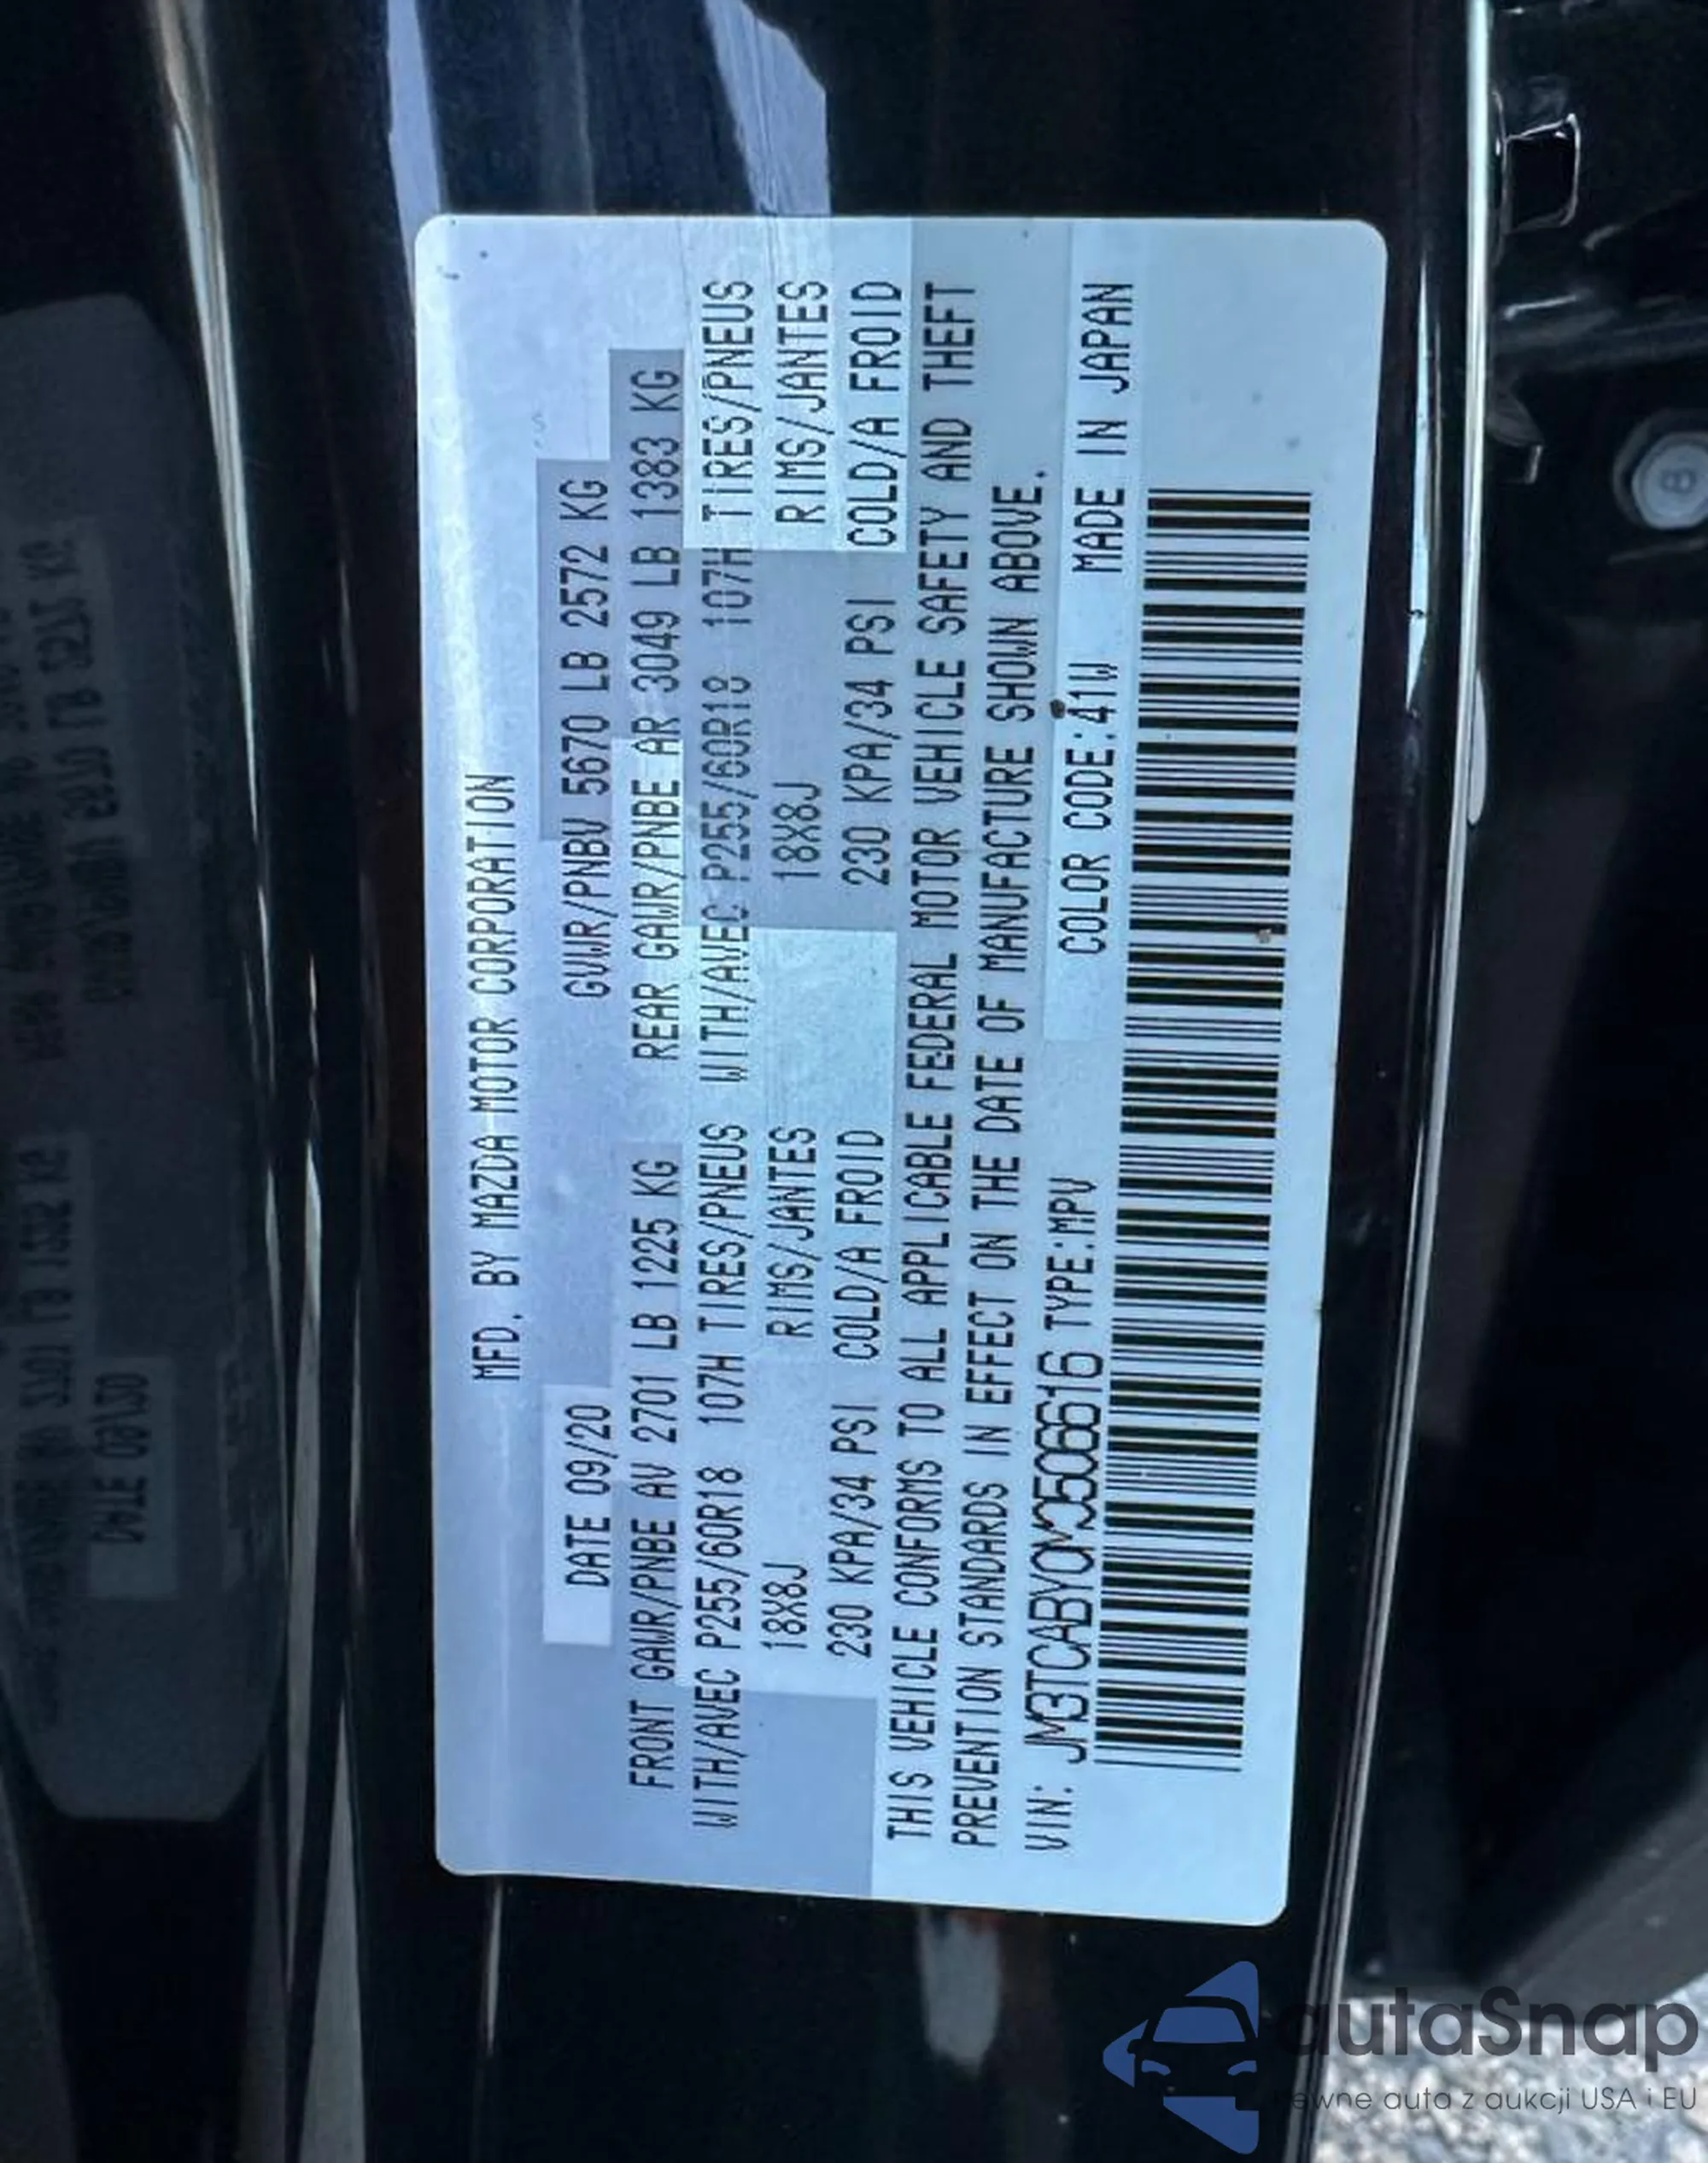 MFD. BY MAZDA MOTOR CORPORATION
DATE 09/20 GVWR/PNBV 5670 LB 2572 KG
FRONT GAWR/PNBE AV 2701 LB 1225 KG REAR GAWR/PNBE AR 3049 LB 1383 KG
WITH/AVEC P255/60R18 107H TIRES/PNEUS WITH/AVEC P255/60R18 107H TIRES/PNEUS
18X8J RIMS/JANTES 18X8J RIMS/JANTES
230 KPA/34 PSI COLD/A FROID 230 KPA/34 PSI COLD/A FROID
THIS VEHICLE CONFORMS TO ALL APPLICABLE FEDERAL MOTOR VEHICLE SAFETY AND THEFT
PREVENTION STANDARDS IN EFFECT ON THE DATE OF MANUFACTURE SHOWN ABOVE.
VIN: JM3TCABY0M0506616 TYPE:MPV COLOR CODE:41W MADE IN JAPAN
autaSnap
ewne auta z aukcji USA i EU